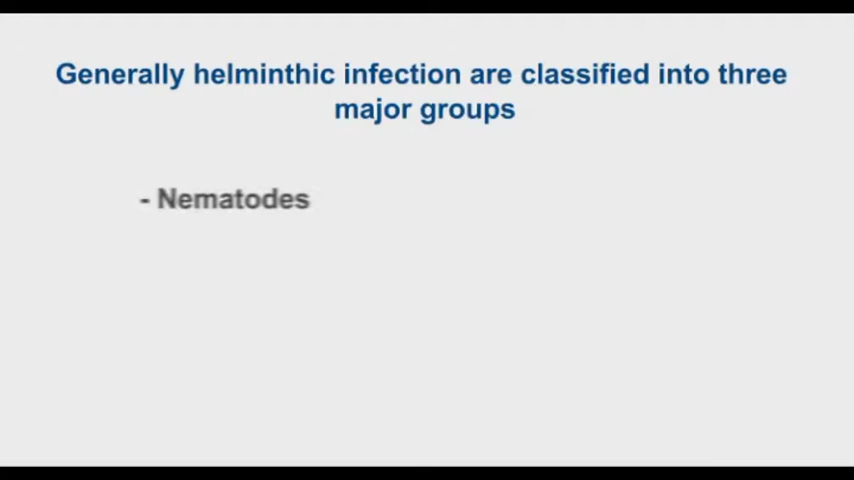 Generally helminthic infection are classified into three
major groups
- Nematodes